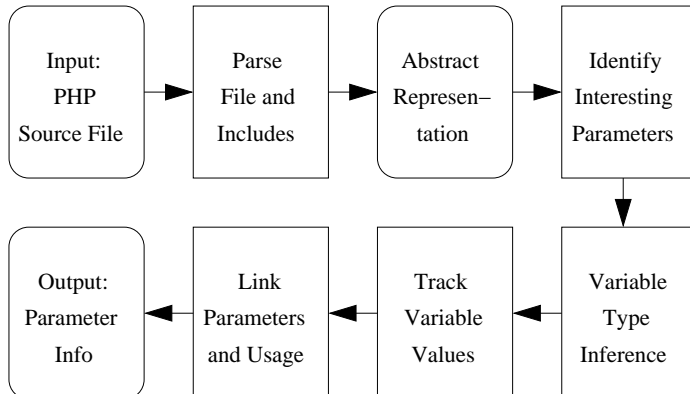 Input:
PHP
Source File
Parse
File and
Includes
Abstract
Represen−
tation
Identify
Interesting
Parameters
Output:
Parameter
Info
Link
Parameters
and Usage
Track
Variable
Values
Variable
Type
Inference